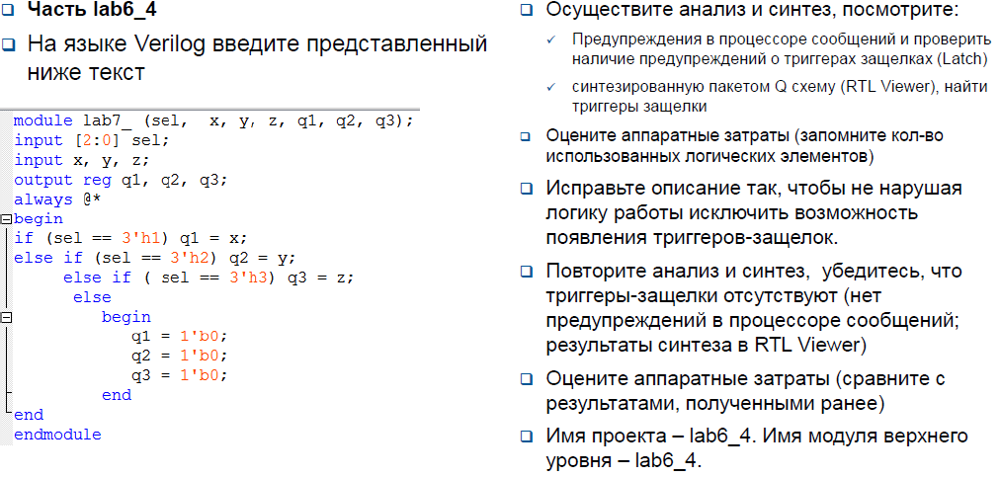 Часть lab6_4
На языке Verilog введите представленный
ниже текст
module lab7_ (sel, x, y, z, q1, q2, q3);
input [2:0] sel;
input x, y, z;
output reg q1, q2, q3;
always @*
begin
if (sel == 3'h1) q1 = x;
else if (sel == 3'h2) q2 = y;
else if ( sel == 3'h3) q3 = z;
else
begin
q1 = 1'b0;
q2 = 1'b0;
q3 = 1'b0;
end
end
endmodule
Осуществите анализ и синтез, посмотрите:
Предупреждения в процессоре сообщений и проверить
наличие предупреждений о триггерах защелках (Latch)
синтезированную пакетом Q схему (RTL Viewer), найти
триггеры защелки
Оцените аппаратные затраты (запомните кол-во
использованных логических элементов)
Исправьте описание так, чтобы не нарушая
логику работы исключить возможность
появления триггеров-защелок.
Повторите анализ и синтез, убедитесь, что
триггеры-защелки отсутствуют (нет
предупреждений в процессоре сообщений;
результаты синтеза в RTL Viewer)
Оцените аппаратные затраты (сравните с
результатами, полученными ранее)
Имя проекта – lab6_4. Имя модуля верхнего
уровня – lab6_4.